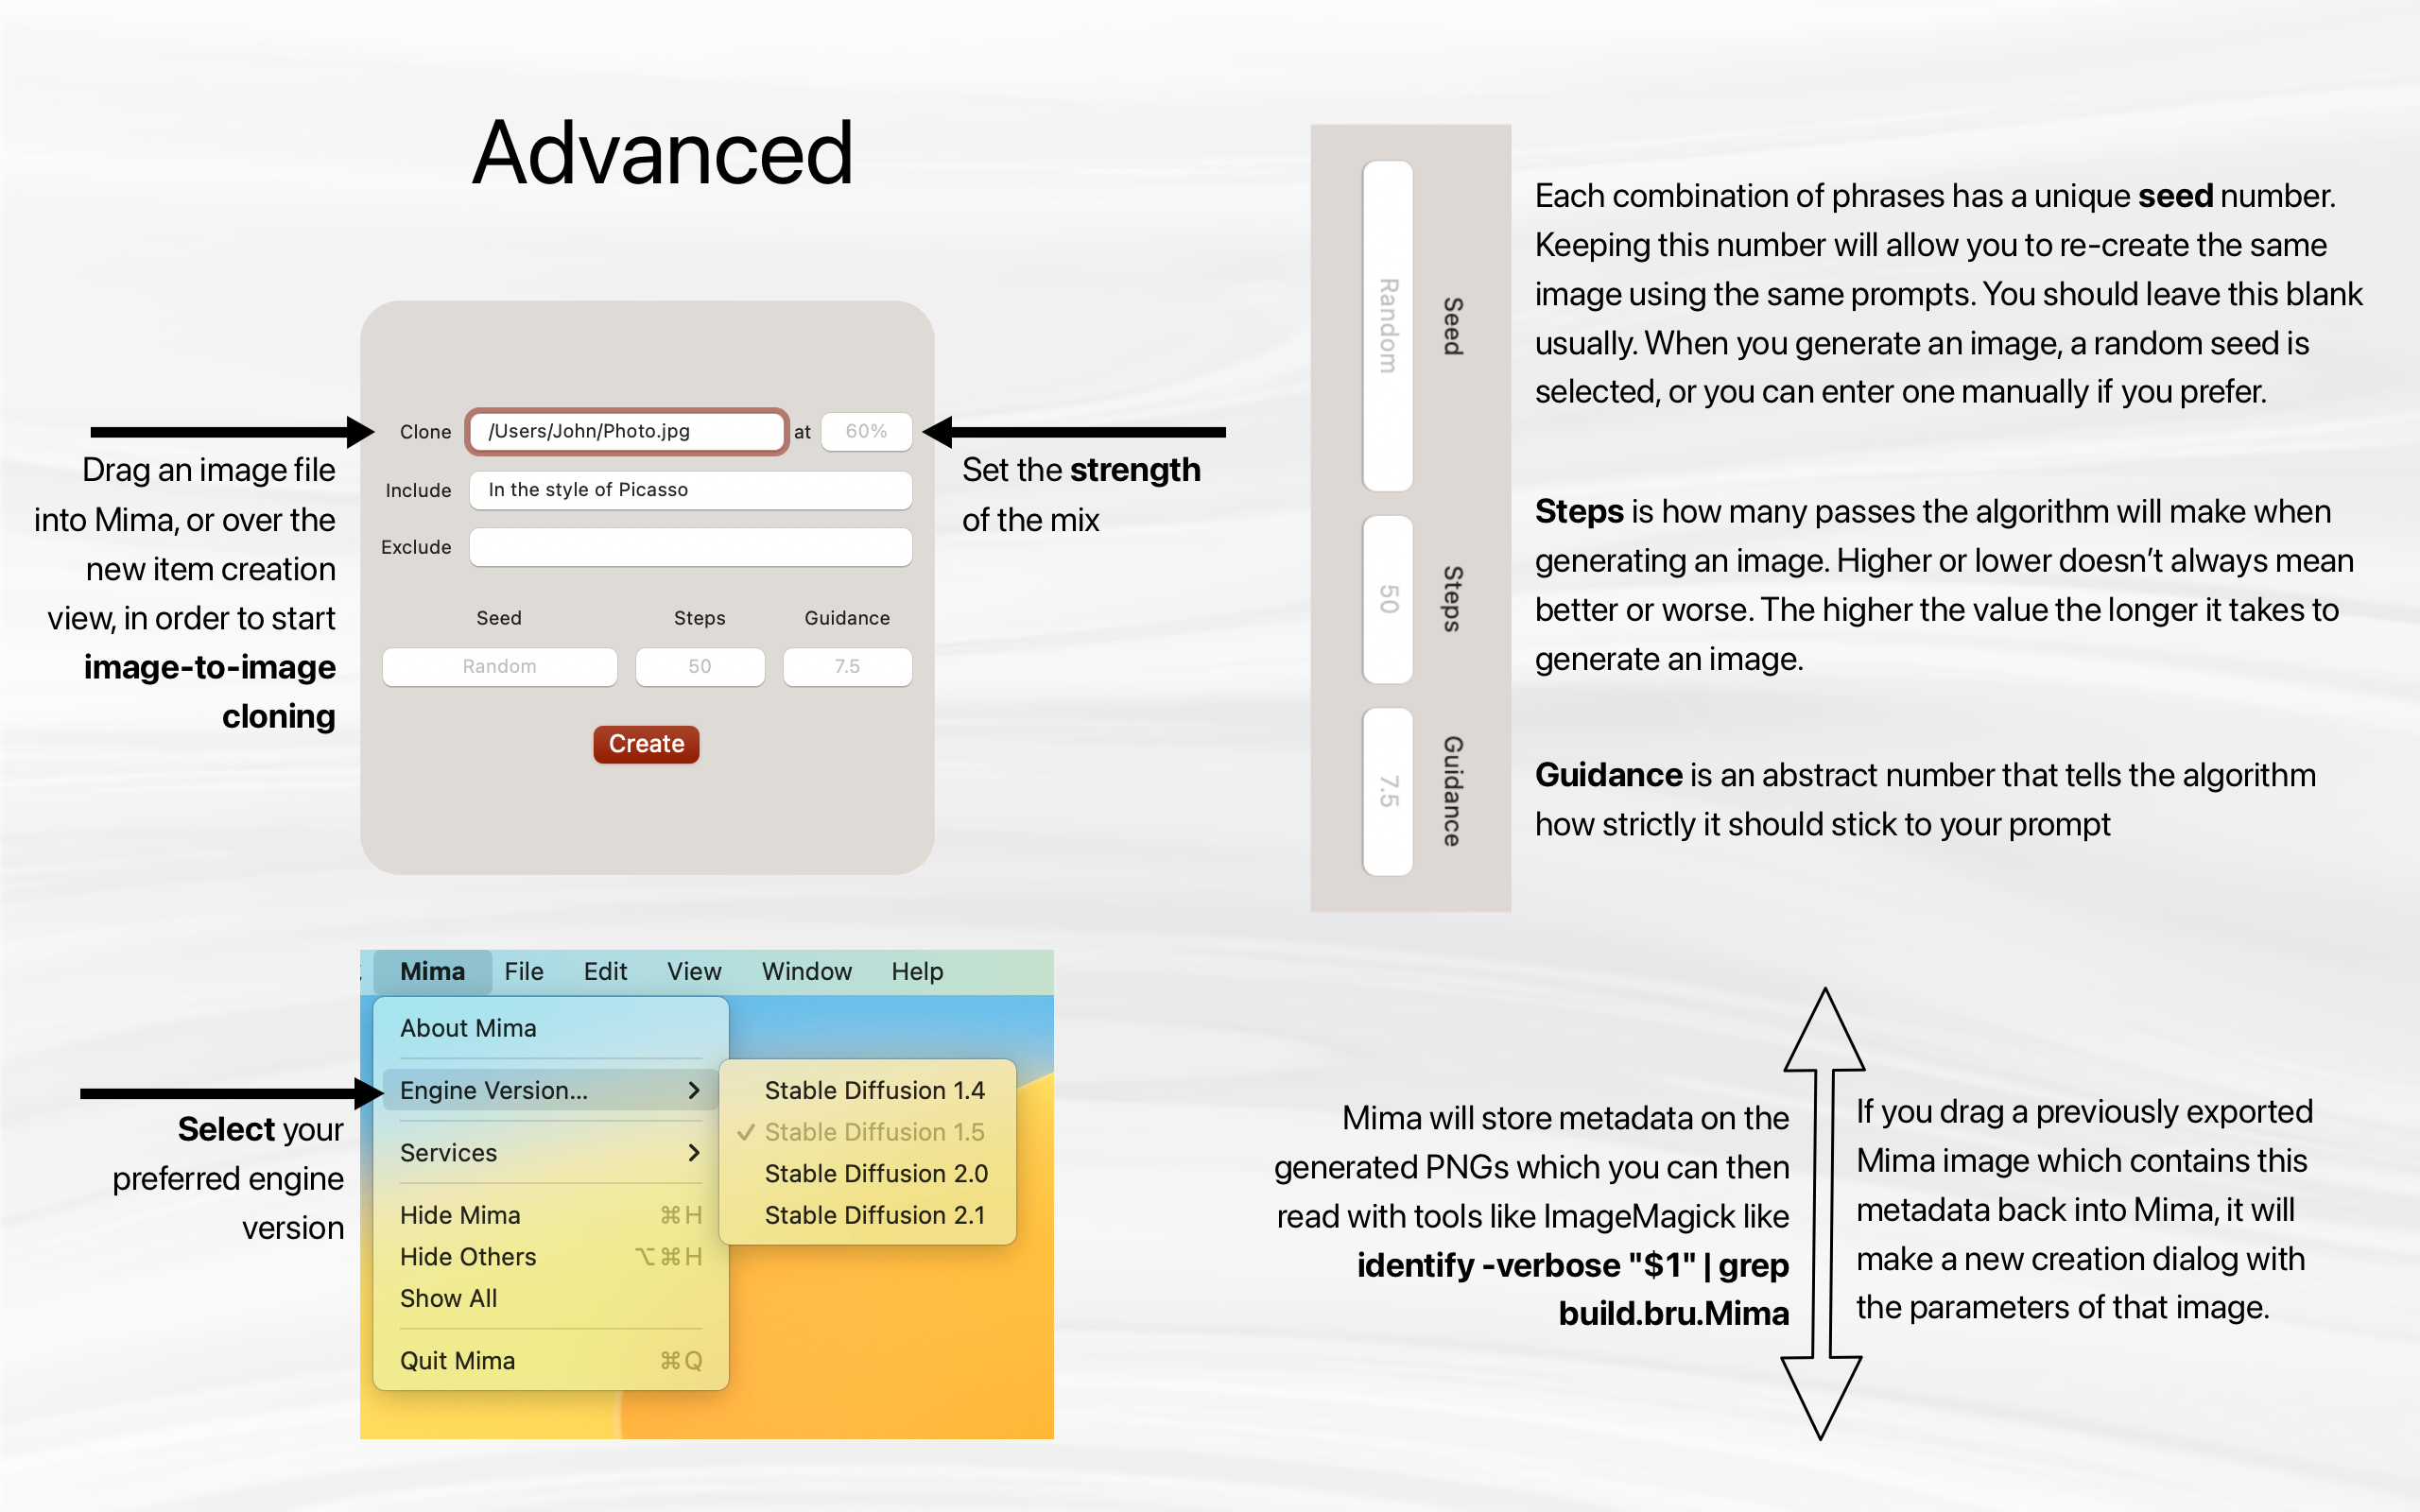 Advanced
Drag an image file
into Mima, or over the
new item creation
view, in order to start
image-to-image
cloning
Clone /Users/John/Photo.jpg at 60%
Include In the style of Picasso
Exclude
Seed Steps Guidance
Random 50 7.5
Create
Set the strength
of the mix
Seed
Random
Steps
50
Guidance
7.5
Each combination of phrases has a unique seed number.
Keeping this number will allow you to re-create the same
image using the same prompts. You should leave this blank
usually. When you generate an image, a random seed is
selected, or you can enter one manually if you prefer.
Steps is how many passes the algorithm will make when
generating an image. Higher or lower doesn’t always mean
better or worse. The higher the value the longer it takes to
generate an image.
Guidance is an abstract number that tells the algorithm
how strictly it should stick to your prompt
Select your
preferred engine
version
Mima File Edit View Window Help
About Mima
Engine Version...
Services
Hide Mima ⌘H
Hide Others ⌥⌘H
Show All
Quit Mima ⌘Q
Stable Diffusion 1.4
✓ Stable Diffusion 1.5
Stable Diffusion 2.0
Stable Diffusion 2.1
Mima will store metadata on the
generated PNGs which you can then
read with tools like ImageMagick like
identify -verbose "$1" | grep
build.bru.Mima
If you drag a previously exported
Mima image which contains this
metadata back into Mima, it will
make a new creation dialog with
the parameters of that image.